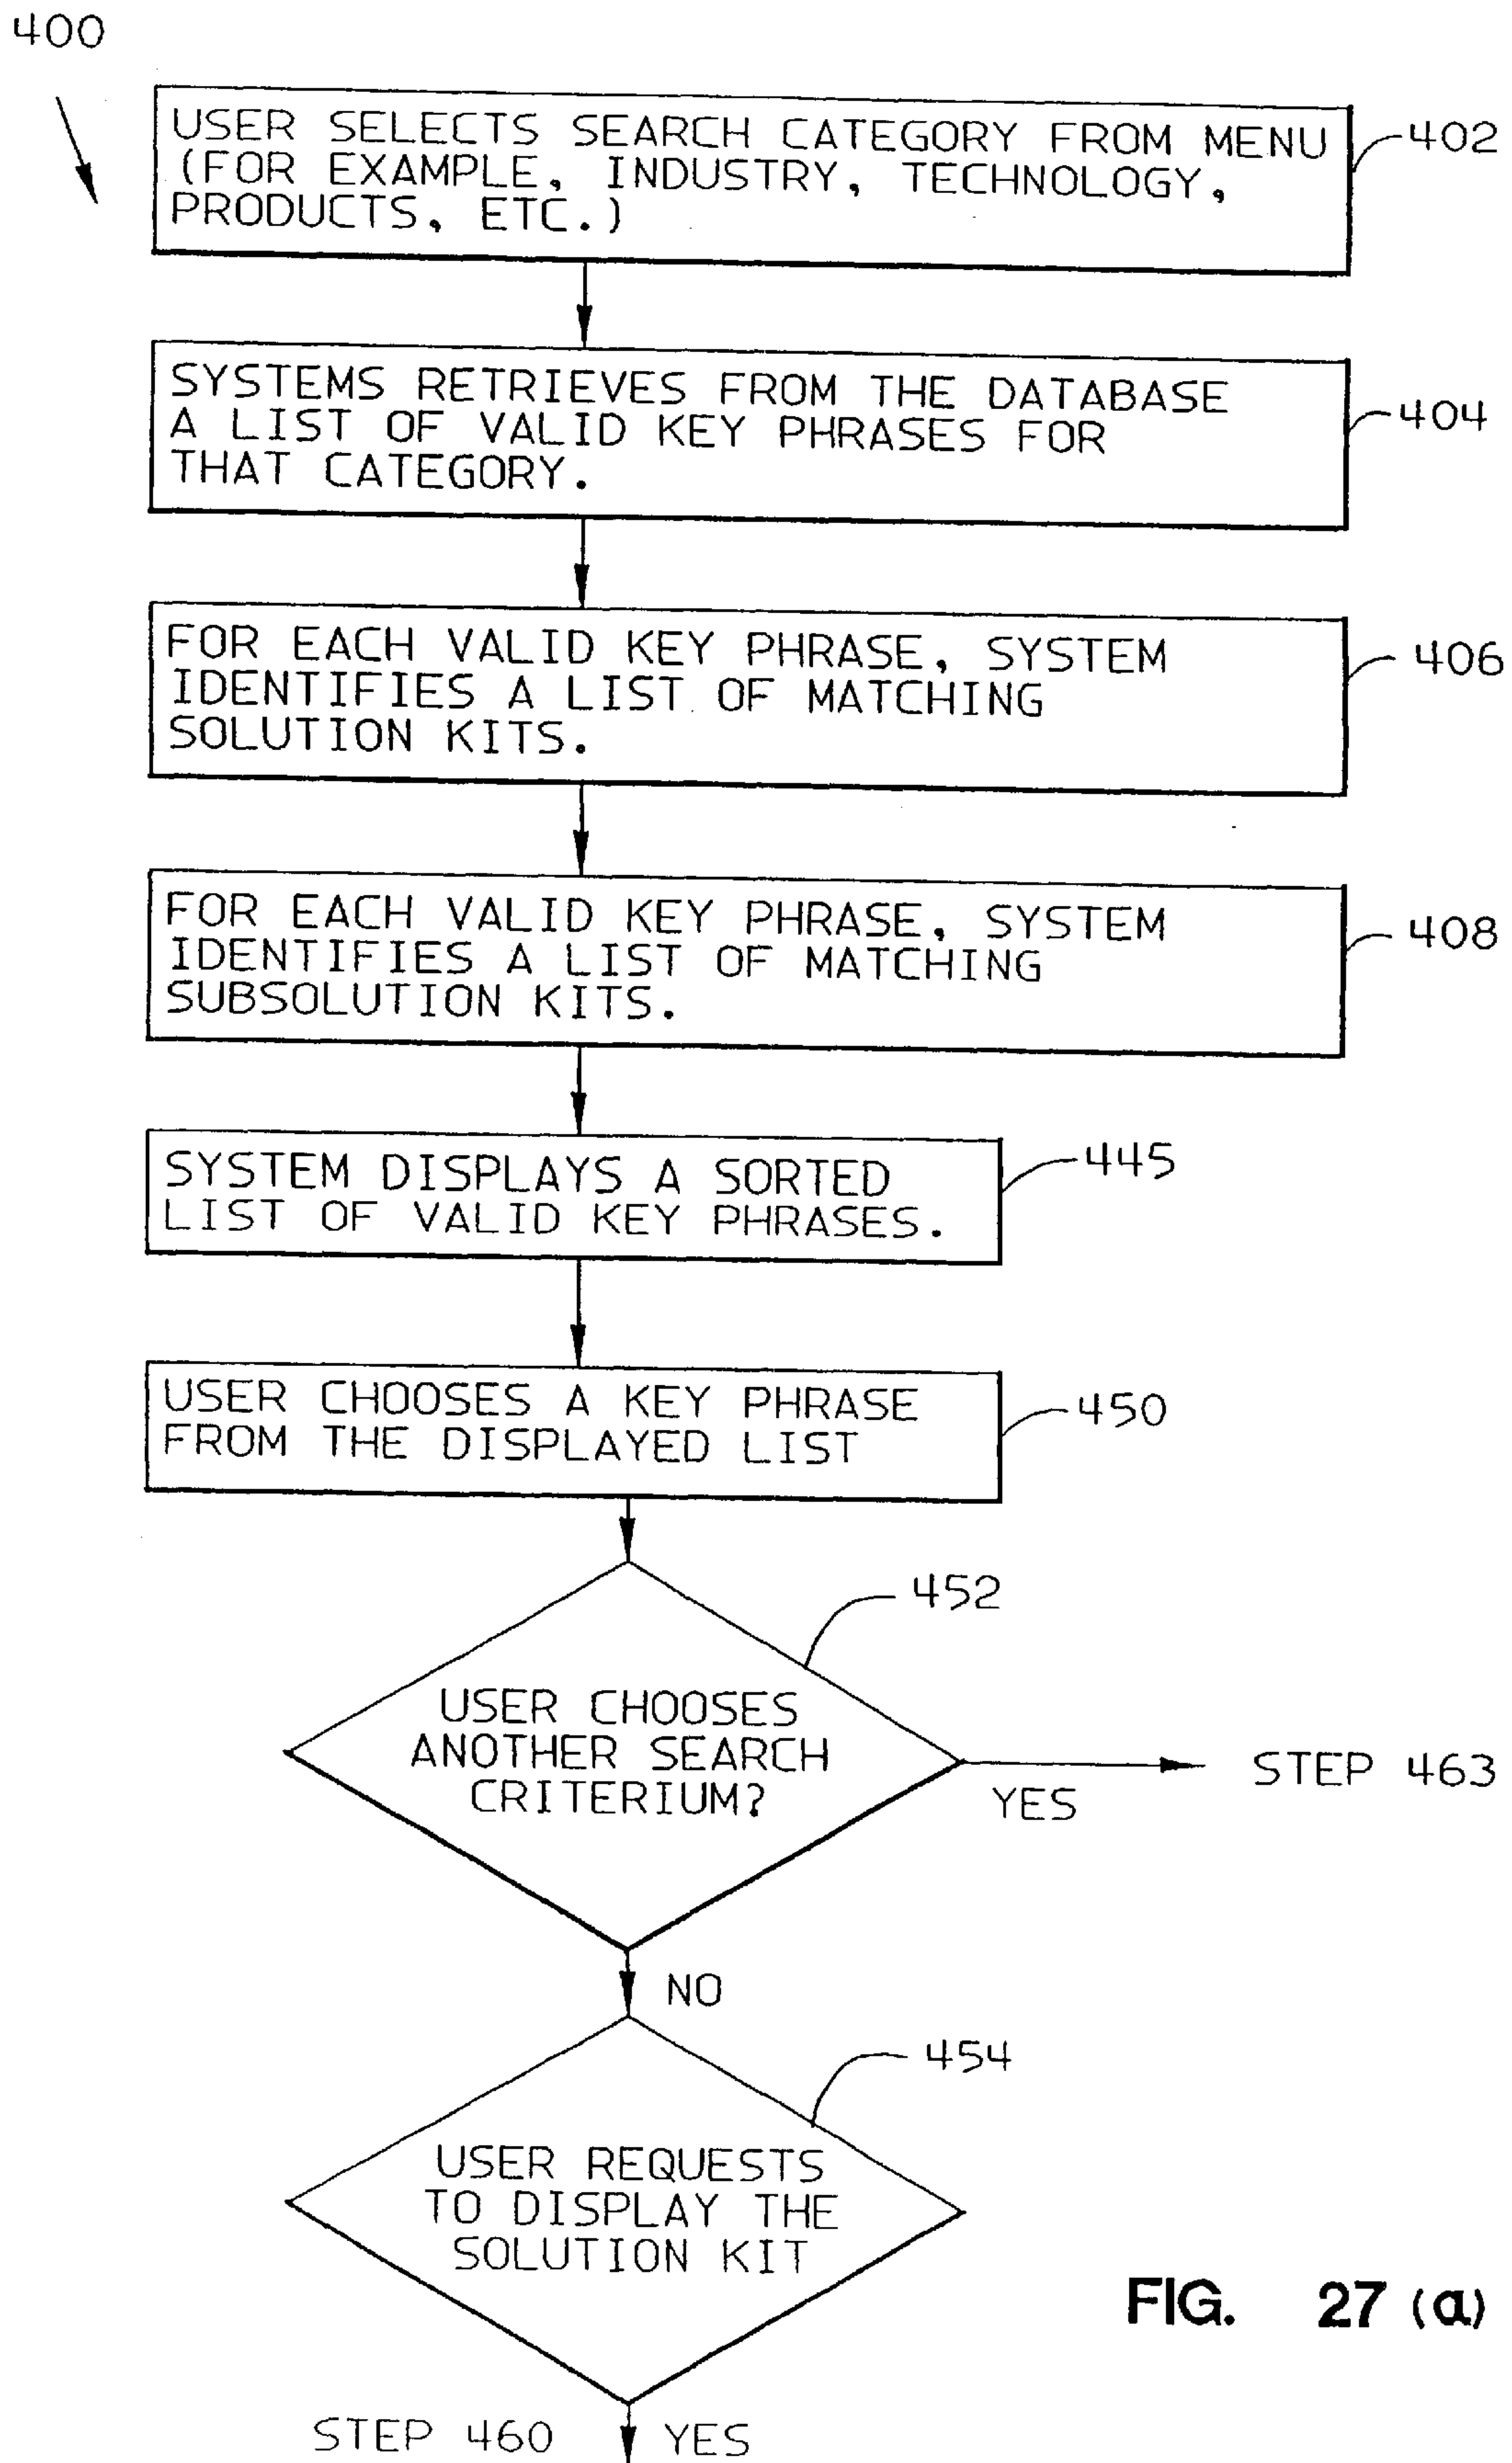 400
USER SELECTS SEARCH CATEGORY FROM MENU
(FOR EXAMPLE, INDUSTRY, TECHNOLOGY,
PRODUCTS, ETC.)
402
SYSTEMS RETRIEVES FROM THE DATABASE
A LIST OF VALID KEY PHRASES FOR
THAT CATEGORY.
404
FOR EACH VALID KEY PHRASE, SYSTEM
IDENTIFIES A LIST OF MATCHING
SOLUTION KITS.
406
FOR EACH VALID KEY PHRASE, SYSTEM
IDENTIFIES A LIST OF MATCHING
SUBSOLUTION KITS.
408
SYSTEM DISPLAYS A SORTED
LIST OF VALID KEY PHRASES.
445
USER CHOOSES A KEY PHRASE
FROM THE DISPLAYED LIST
450
452
USER CHOOSES
ANOTHER SEARCH
CRITERIUM?
YES
STEP 463
NO
454
USER REQUESTS
TO DISPLAY THE
SOLUTION KIT
STEP 460
YES
FIG. 27 (a)